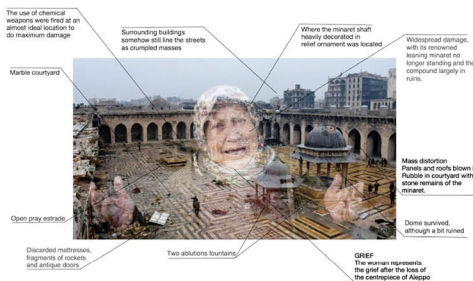 The use of chemical
weapons were fired at an
almost ideal location to
do maximum damage
Surrounding buildings
somehow still line the streets
as crumpled masses
Where the minaret shaft
heavily decorated in
relief ornament was located
Widespread damage,
with its renowned
leaning minaret no
longer standing and the
compound largely in
ruins.
Marble courtyard
Mass distortion
Panels and roofs blown
Rubble in courtyard with
stone remains of the
minaret.
Open pray estrade
Dome survived,
although a bit ruined
Discarded mattresses,
fragments of rockets
and antique doors
Two ablutions fountains
GRIEF
The woman represents
the grief after the loss of
the centrepiece of Aleppo